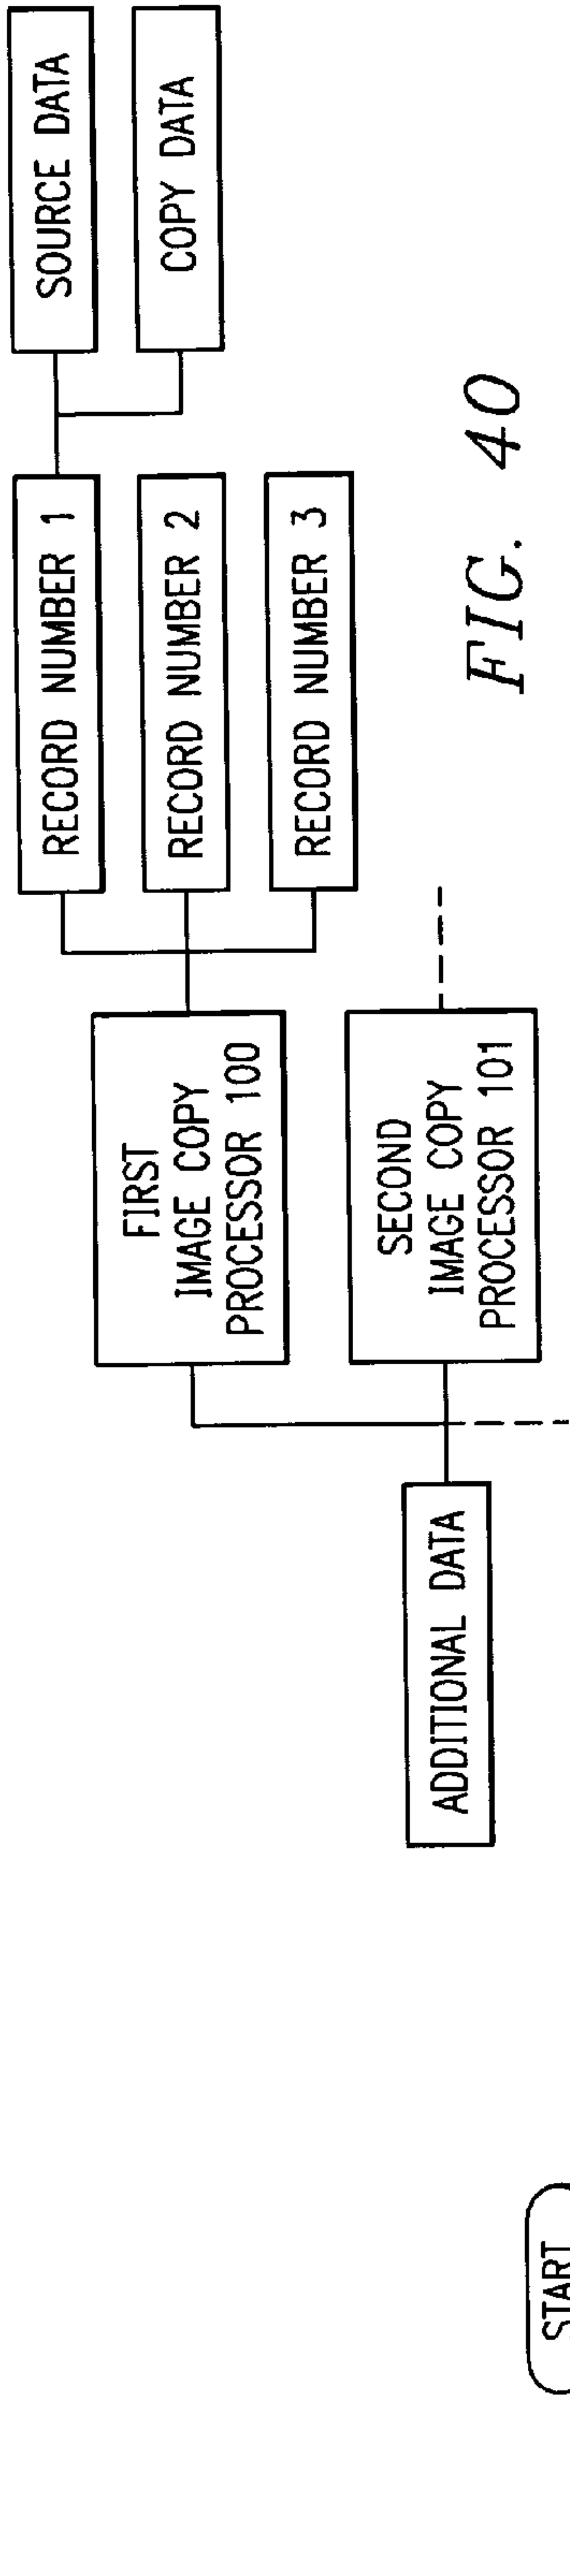 ADDITIONAL DATA
FIRST
IMAGE COPY
PROCESSOR 100
SECOND
IMAGE COPY
PROCESSOR 101
RECORD NUMBER 1
RECORD NUMBER 2
RECORD NUMBER 3
SOURCE DATA
COPY DATA
FIG. 40
START